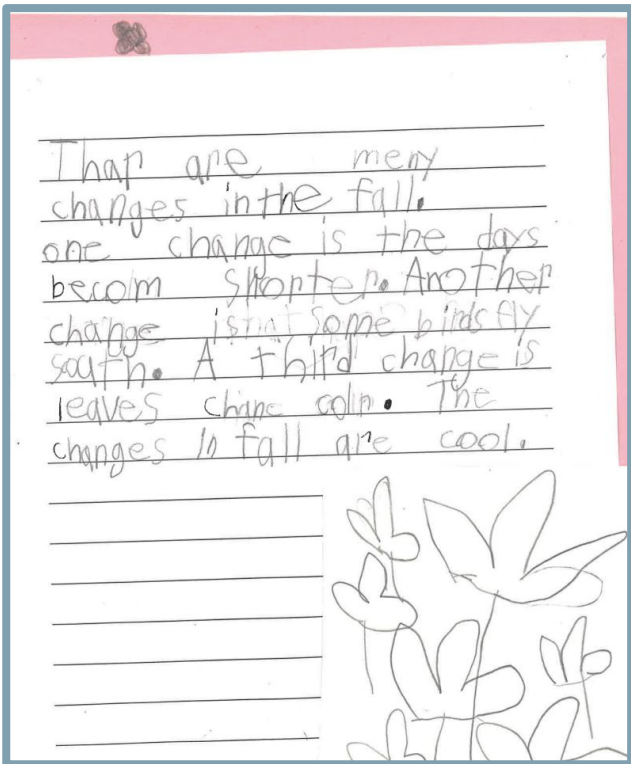 Thar are meny
changes in the fall.
one change is the days
becom shorter. Another
change is some birds fly
south. A third change is
leaves chane colr. The
changes in fall are cool.